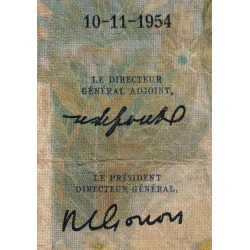 10-11-1954
LE DIRECTEUR
GÉNÉRAL ADJOINT,
LE PRÉSIDENT
DIRECTEUR GÉNÉRAL,